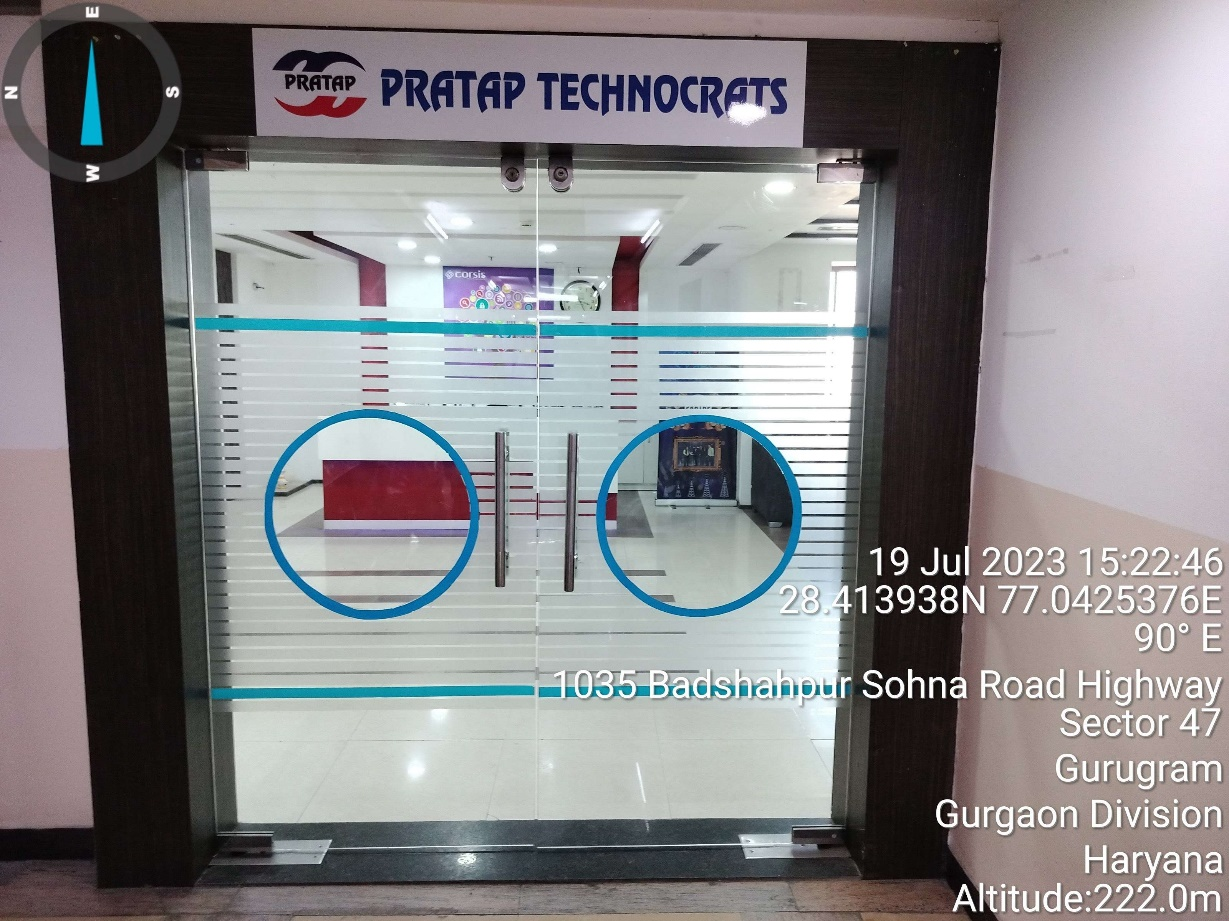 E
N
S
W
PRATAP
PRATAP TECHNOCRATS
corsis
19 Jul 2023 15:22:46
28.413938N 77.0425376E
90° E
1035 Badshahpur Sohna Road Highway
Sector 47
Gurugram
Gurgaon Division
Haryana
Altitude:222.0m